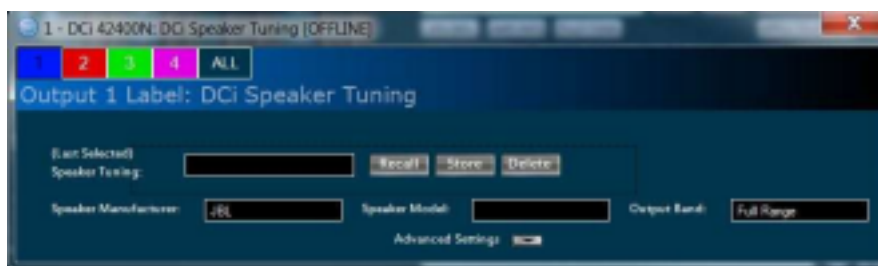 1 - DCi 42400N: DCi Speaker Tuning [OFFLINE]
X
1 2 3 4 ALL
Output 1 Label: DCi Speaker Tuning
(Last Selected)
Speaker Tuning:
Recall Store Delete
Speaker Manufacturer: JBL Speaker Model: Output Band: Full Range
Advanced Settings